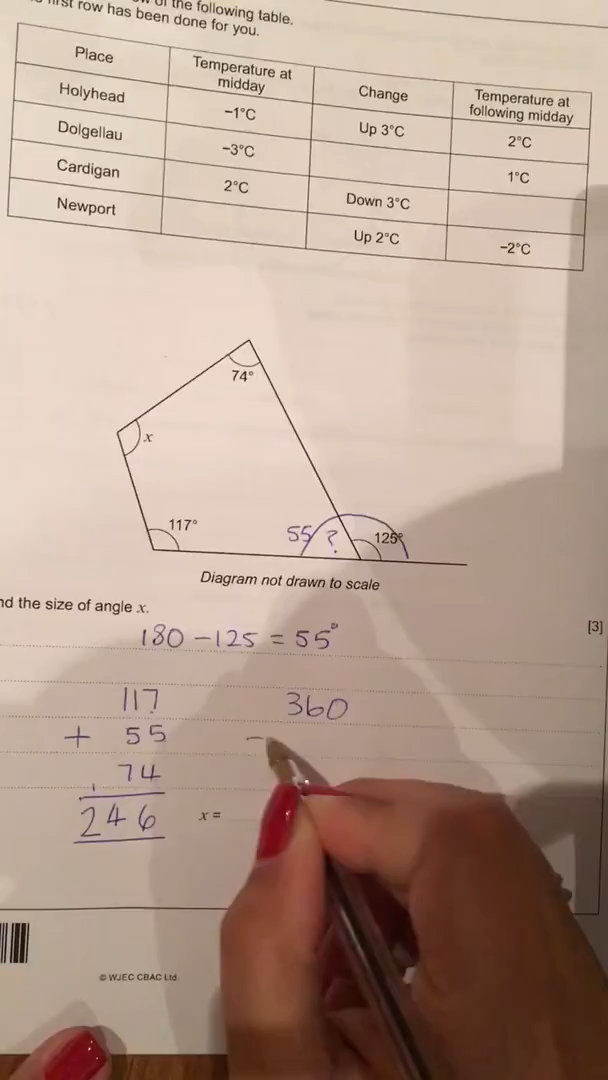 of the following table.
first row has been done for you.
Place
Temperature at
midday
Change
Temperature at
following midday
Holyhead
−1°C
Up 3°C
2°C
Dolgellau
−3°C
1°C
Cardigan
2°C
Down 3°C
Newport
Up 2°C
−2°C
74°
x
117°
55
?
125°
Diagram not drawn to scale
nd the size of angle x.
[3]
180 − 125 = 55°
117
360
+ 55
−
74
246
x =
© WJEC CBAC Ltd.